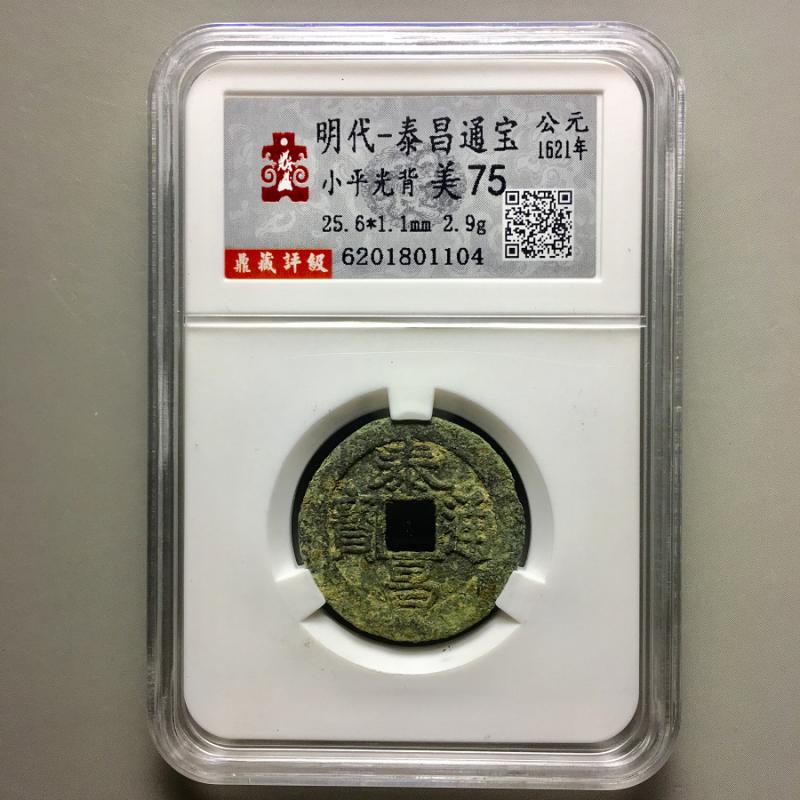 明代-泰昌通宝
公元
1621年
小平光背 美75
25.6*1.1mm 2.9g
鼎藏評級 6201801104
泰
寶 通
昌